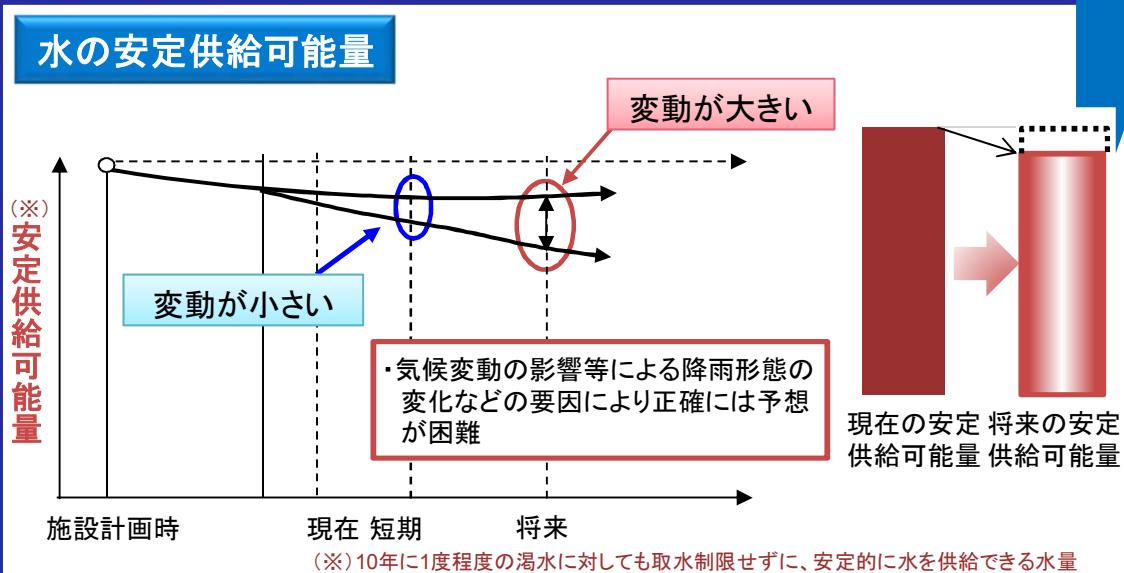 水の安定供給可能量
変動が大きい
(※)
安定供給可能量
変動が小さい
・気候変動の影響等による降雨形態の
変化などの要因により正確には予想
が困難
現在の安定
供給可能量
将来の安定
供給可能量
施設計画時
現在
短期
将来
(※)10年に1度程度の渇水に対しても取水制限せずに、安定的に水を供給できる水量